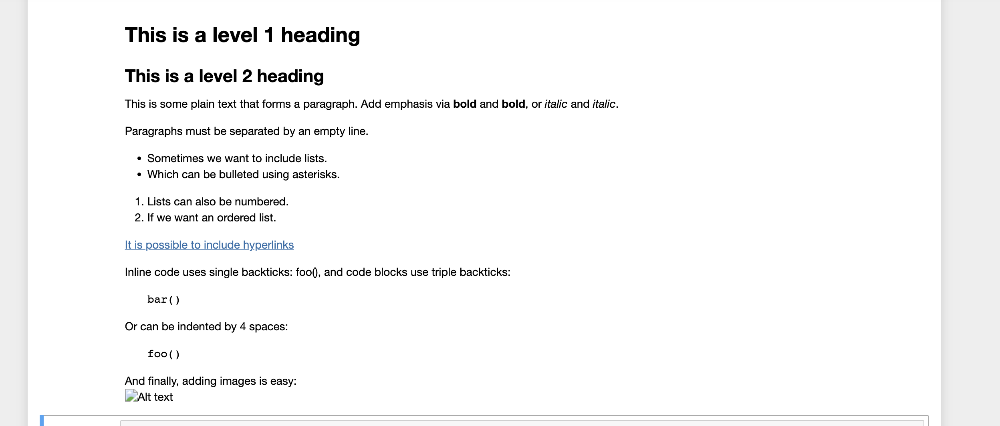 This is a level 1 heading
This is a level 2 heading
This is some plain text that forms a paragraph. Add emphasis via bold and bold, or italic and italic.
Paragraphs must be separated by an empty line.
• Sometimes we want to include lists.
• Which can be bulleted using asterisks.
1. Lists can also be numbered.
2. If we want an ordered list.
It is possible to include hyperlinks
Inline code uses single backticks: foo(), and code blocks use triple backticks:
bar()
Or can be indented by 4 spaces:
foo()
And finally, adding images is easy:
Alt text